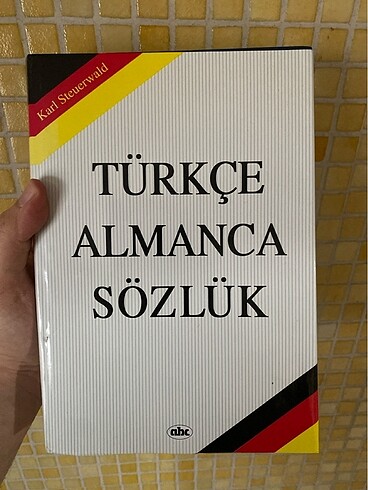 Karl Steuerwald
TÜRKÇE
ALMANCA
SÖZLÜK
abc